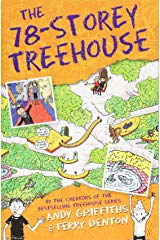 THE
78-STOREY
TREEHOUSE
BY THE CREATORS OF THE
BESTSELLING TREEHOUSE SERIES
ANDY GRIFFITHS
& TERRY DENTON